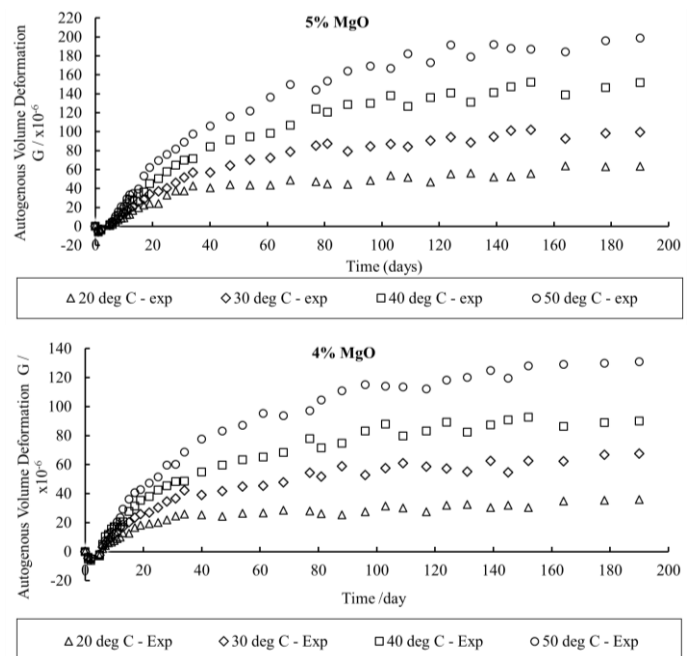 5% MgO
Autogenous Volume Deformation
G / x10-6
220
200
180
160
140
120
100
80
60
40
20
0
-20
0 20 40 60 80 100 120 140 160 180 200
Time (days)
20 deg C - exp 30 deg C - exp 40 deg C - exp 50 deg C - exp
4% MgO
Autogenous Volume Deformation G /
x10-6
140
120
100
80
60
40
20
0
-20
0 20 40 60 80 100 120 140 160 180 200
Time /day
20 deg C - Exp 30 deg C - Exp 40 deg C - Exp 50 deg C - Exp